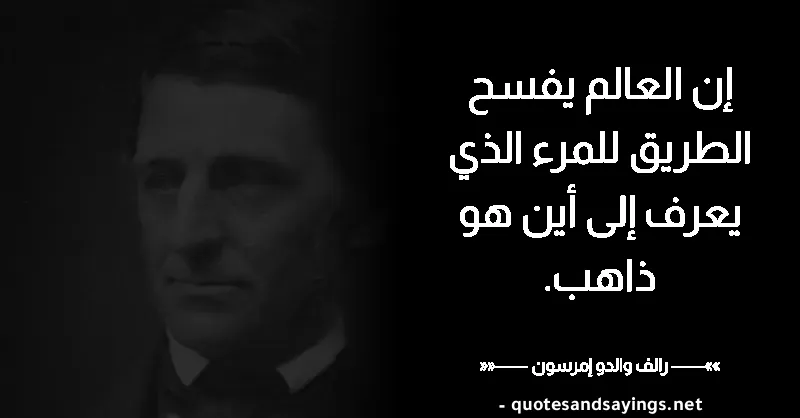 إن العالم يفسح
الطريق للمرء الذي
يعرف إلى أين هو
ذاهب.
»»—— رالف والدو إمرسون ——««
- quotesandsayings.net